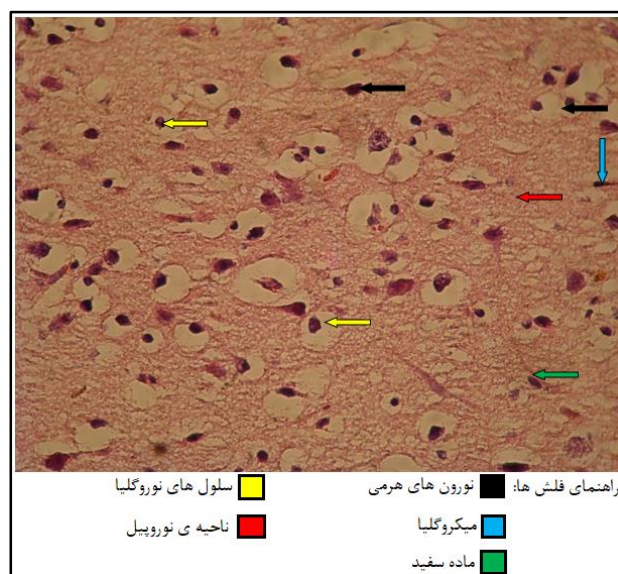 راهنمای فلش ها: نورون های هرمی سلول های نوروگلیا
میکروگلیا ناحیه ی نوروپیل
ماده سفید